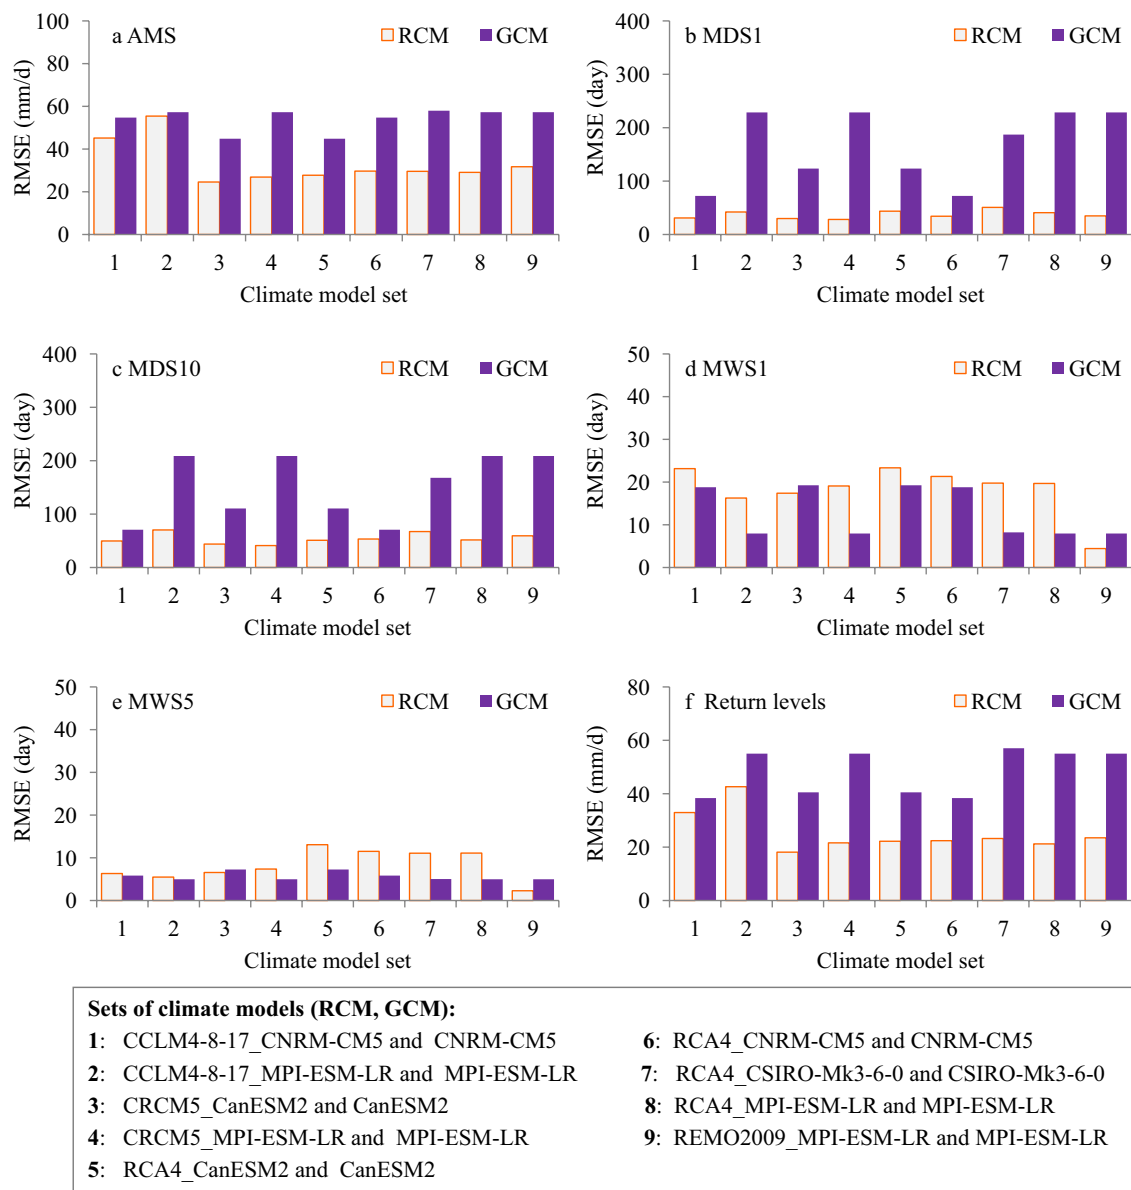 a AMS
RCM GCM
RMSE (mm/d)
100
80
60
40
20
0
1 2 3 4 5 6 7 8 9
Climate model set
b MDS1
RCM GCM
RMSE (day)
400
300
200
100
0
1 2 3 4 5 6 7 8 9
Climate model set
c MDS10
RCM GCM
RMSE (day)
400
300
200
100
0
1 2 3 4 5 6 7 8 9
Climate model set
d MWS1
RCM GCM
RMSE (day)
50
40
30
20
10
0
1 2 3 4 5 6 7 8 9
Climate model set
e MWS5
RCM GCM
RMSE (day)
50
40
30
20
10
0
1 2 3 4 5 6 7 8 9
Climate model set
f Return levels
RCM GCM
RMSE (mm/d)
80
60
40
20
0
1 2 3 4 5 6 7 8 9
Climate model set
Sets of climate models (RCM, GCM):
1: CCLM4-8-17_CNRM-CM5 and CNRM-CM5
2: CCLM4-8-17_MPI-ESM-LR and MPI-ESM-LR
3: CRCM5_CanESM2 and CanESM2
4: CRCM5_MPI-ESM-LR and MPI-ESM-LR
5: RCA4_CanESM2 and CanESM2
6: RCA4_CNRM-CM5 and CNRM-CM5
7: RCA4_CSIRO-Mk3-6-0 and CSIRO-Mk3-6-0
8: RCA4_MPI-ESM-LR and MPI-ESM-LR
9: REMO2009_MPI-ESM-LR and MPI-ESM-LR